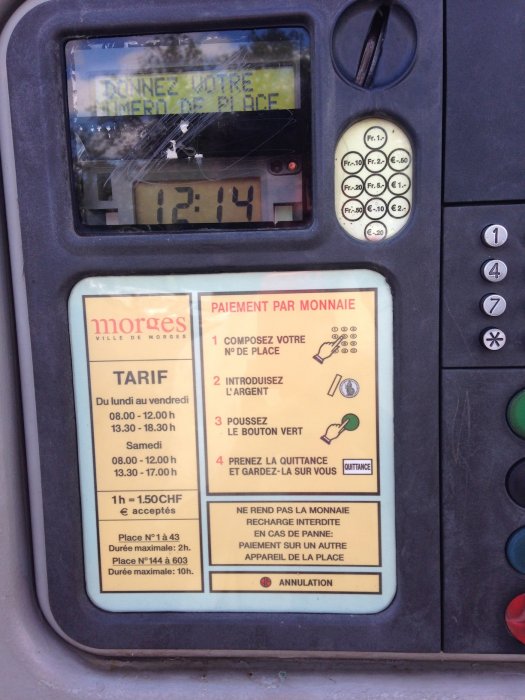 DONNEZ VOTRE
NUMERO DE PLACE
12:14
Fr. 1.-
Fr. -.10
Fr. 2.-
€ -.50
Fr. -.20
Fr. 5.-
€ 1.-
Fr. -.50
€ -.10
€ 2.-
€ -.20
1
4
7
*
morges
VILLE DE MORGES
TARIF
Du lundi au vendredi
08.00 - 12.00 h
13.30 - 18.30 h
Samedi
08.00 - 12.00 h
13.30 - 17.00 h
1 h = 1.50 CHF
€ acceptés
Place N° 1 à 43
Durée maximale: 2h.
Place N° 144 à 603
Durée maximale: 10h.
PAIEMENT PAR MONNAIE
1 COMPOSEZ VOTRE
N° DE PLACE
2 INTRODUISEZ
L'ARGENT
3 POUSSEZ
LE BOUTON VERT
4 PRENEZ LA QUITTANCE
ET GARDEZ-LA SUR VOUS
QUITTANCE
NE REND PAS LA MONNAIE
RECHARGE INTERDITE
EN CAS DE PANNE:
PAIEMENT SUR UN AUTRE
APPAREIL DE LA PLACE
ANNULATION